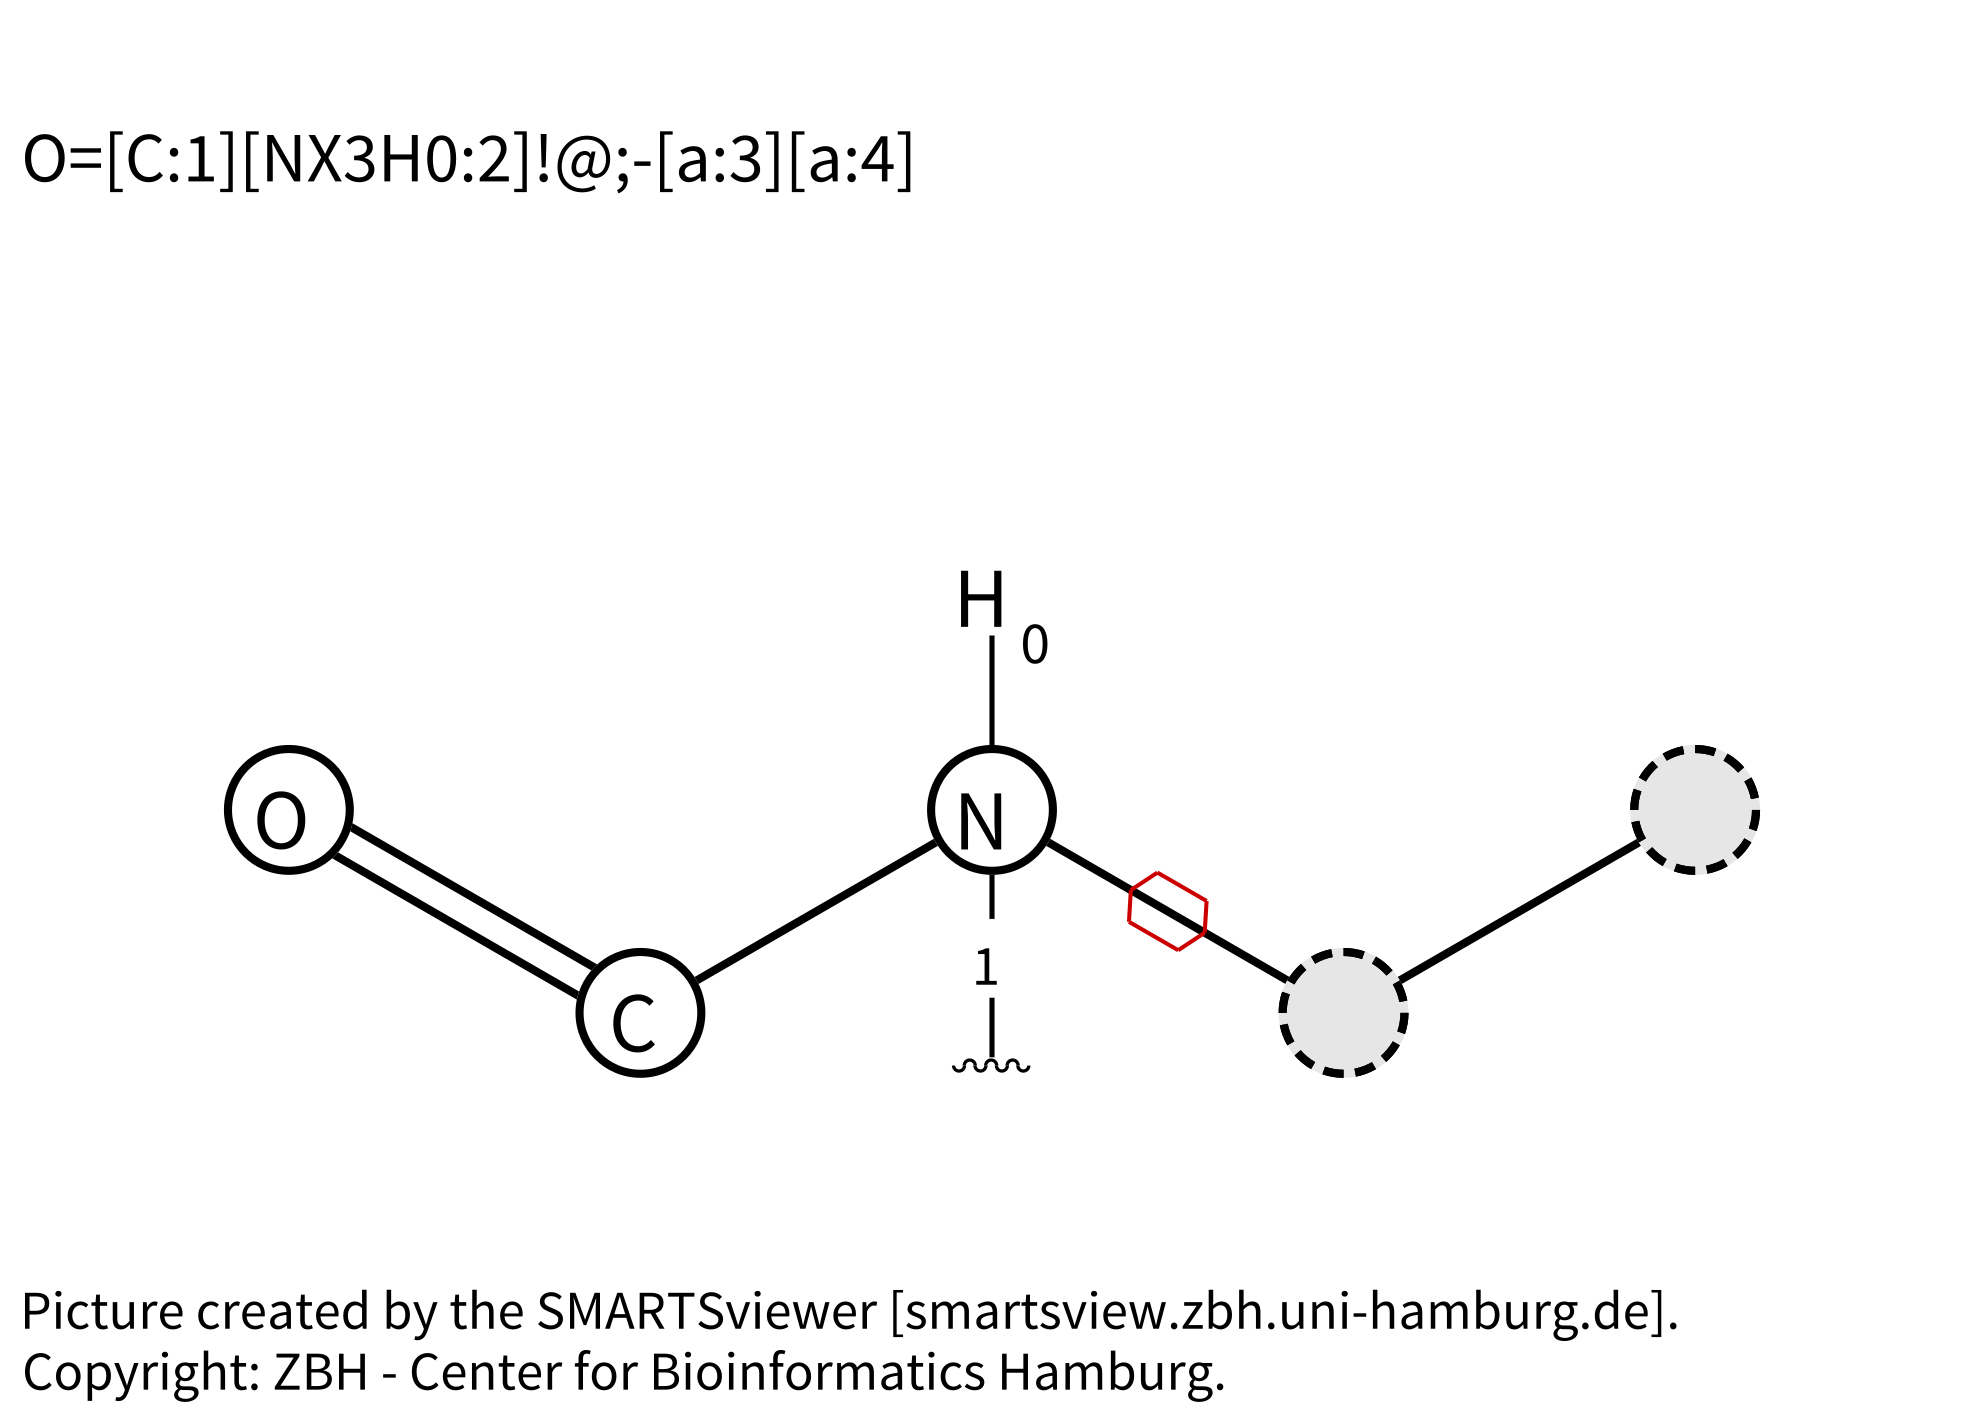 O=[C:1][NX3H0:2]!@;-[a:3][a:4]
H
0
O
N
C
1
Picture created by the SMARTSviewer [smartsview.zbh.uni-hamburg.de].
Copyright: ZBH - Center for Bioinformatics Hamburg.